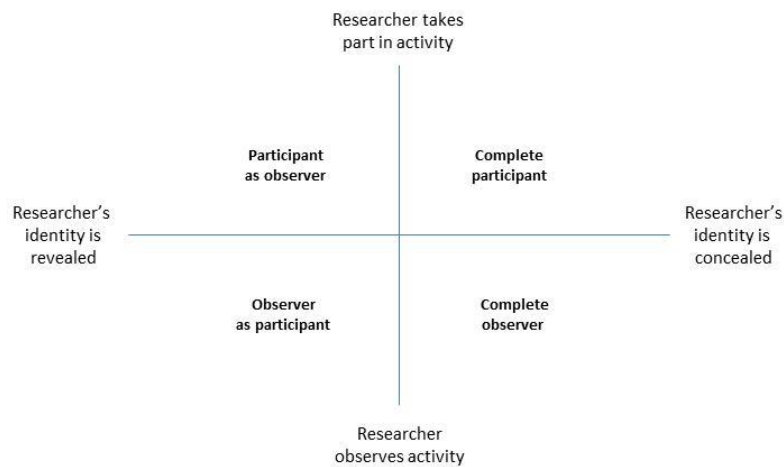 Researcher takes
part in activity
Participant
as observer
Complete
participant
Researcher's
identity is
revealed
Researcher's
identity is
concealed
Observer
as participant
Complete
observer
Researcher
observes activity